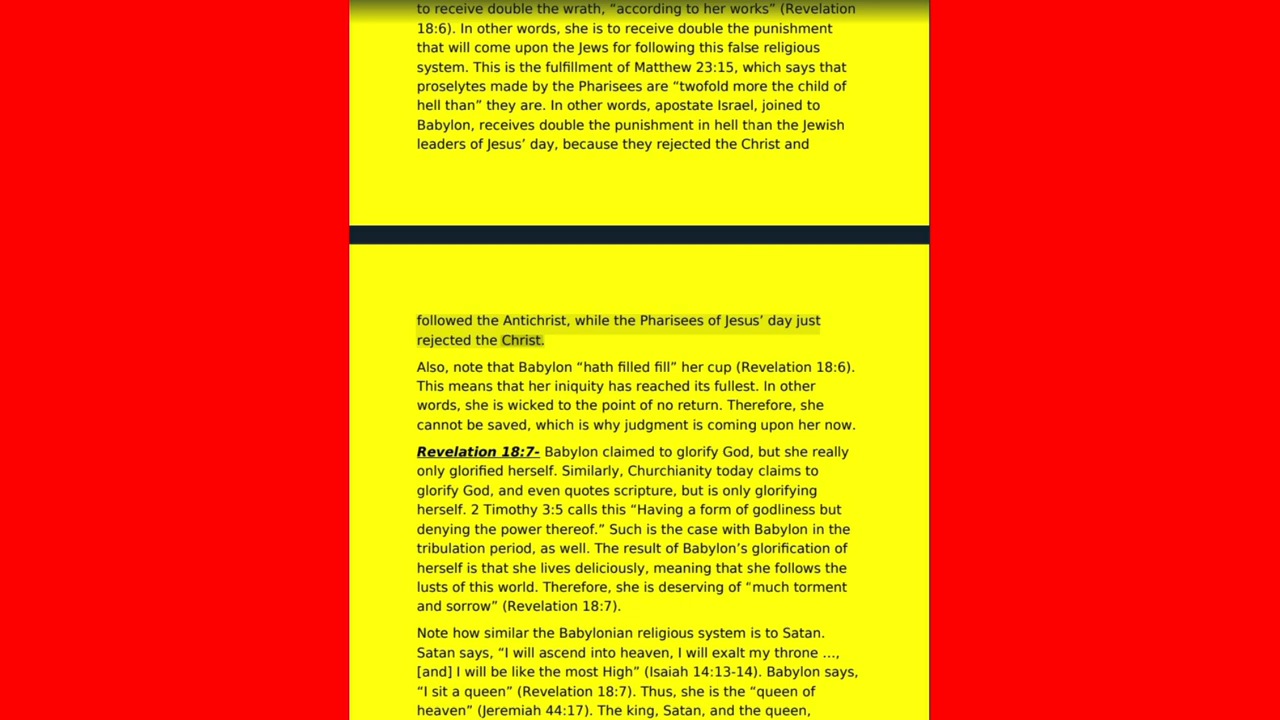 to receive double the wrath, “according to her works” (Revelation
18:6). In other words, she is to receive double the punishment
that will come upon the Jews for following this false religious
system. This is the fulfillment of Matthew 23:15, which says that
proselytes made by the Pharisees are “twofold more the child of
hell than” they are. In other words, apostate Israel, joined to
Babylon, receives double the punishment in hell than the Jewish
leaders of Jesus’ day, because they rejected the Christ and
followed the Antichrist, while the Pharisees of Jesus’ day just
rejected the Christ.
Also, note that Babylon “hath filled fill” her cup (Revelation 18:6).
This means that her iniquity has reached its fullest. In other
words, she is wicked to the point of no return. Therefore, she
cannot be saved, which is why judgment is coming upon her now.
Revelation 18:7- Babylon claimed to glorify God, but she really
only glorified herself. Similarly, Churchianity today claims to
glorify God, and even quotes scripture, but is only glorifying
herself. 2 Timothy 3:5 calls this “Having a form of godliness but
denying the power thereof.” Such is the case with Babylon in the
tribulation period, as well. The result of Babylon’s glorification of
herself is that she lives deliciously, meaning that she follows the
lusts of this world. Therefore, she is deserving of “much torment
and sorrow” (Revelation 18:7).
Note how similar the Babylonian religious system is to Satan.
Satan says, “I will ascend into heaven, I will exalt my throne …,
[and] I will be like the most High” (Isaiah 14:13-14). Babylon says,
“I sit a queen” (Revelation 18:7). Thus, she is the “queen of
heaven” (Jeremiah 44:17). The king, Satan, and the queen,